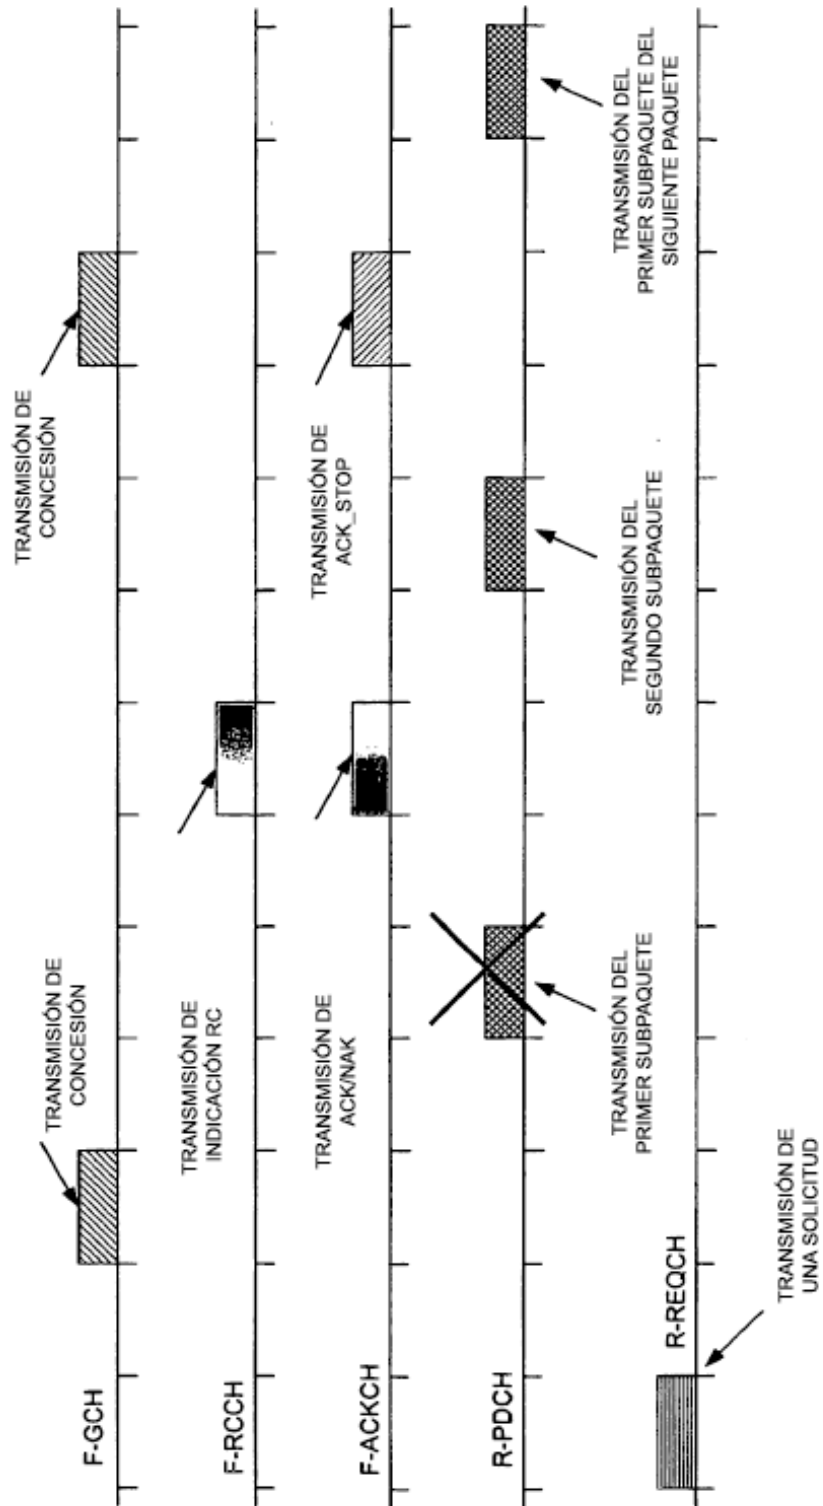 F-GCH
TRANSMISIÓN DE
CONCESIÓN
TRANSMISIÓN DE
CONCESIÓN
F-RCCH
TRANSMISIÓN DE
INDICACIÓN RC
F-ACKCH
TRANSMISIÓN DE
ACK/NAK
TRANSMISIÓN DE
ACK_STOP
R-PDCH
TRANSMISIÓN DEL
PRIMER SUBPAQUETE
TRANSMISIÓN DEL
SEGUNDO SUBPAQUETE
TRANSMISIÓN DEL
PRIMER SUBPAQUETE DEL
SIGUIENTE PAQUETE
R-REQCH
TRANSMISIÓN DE
UNA SOLICITUD